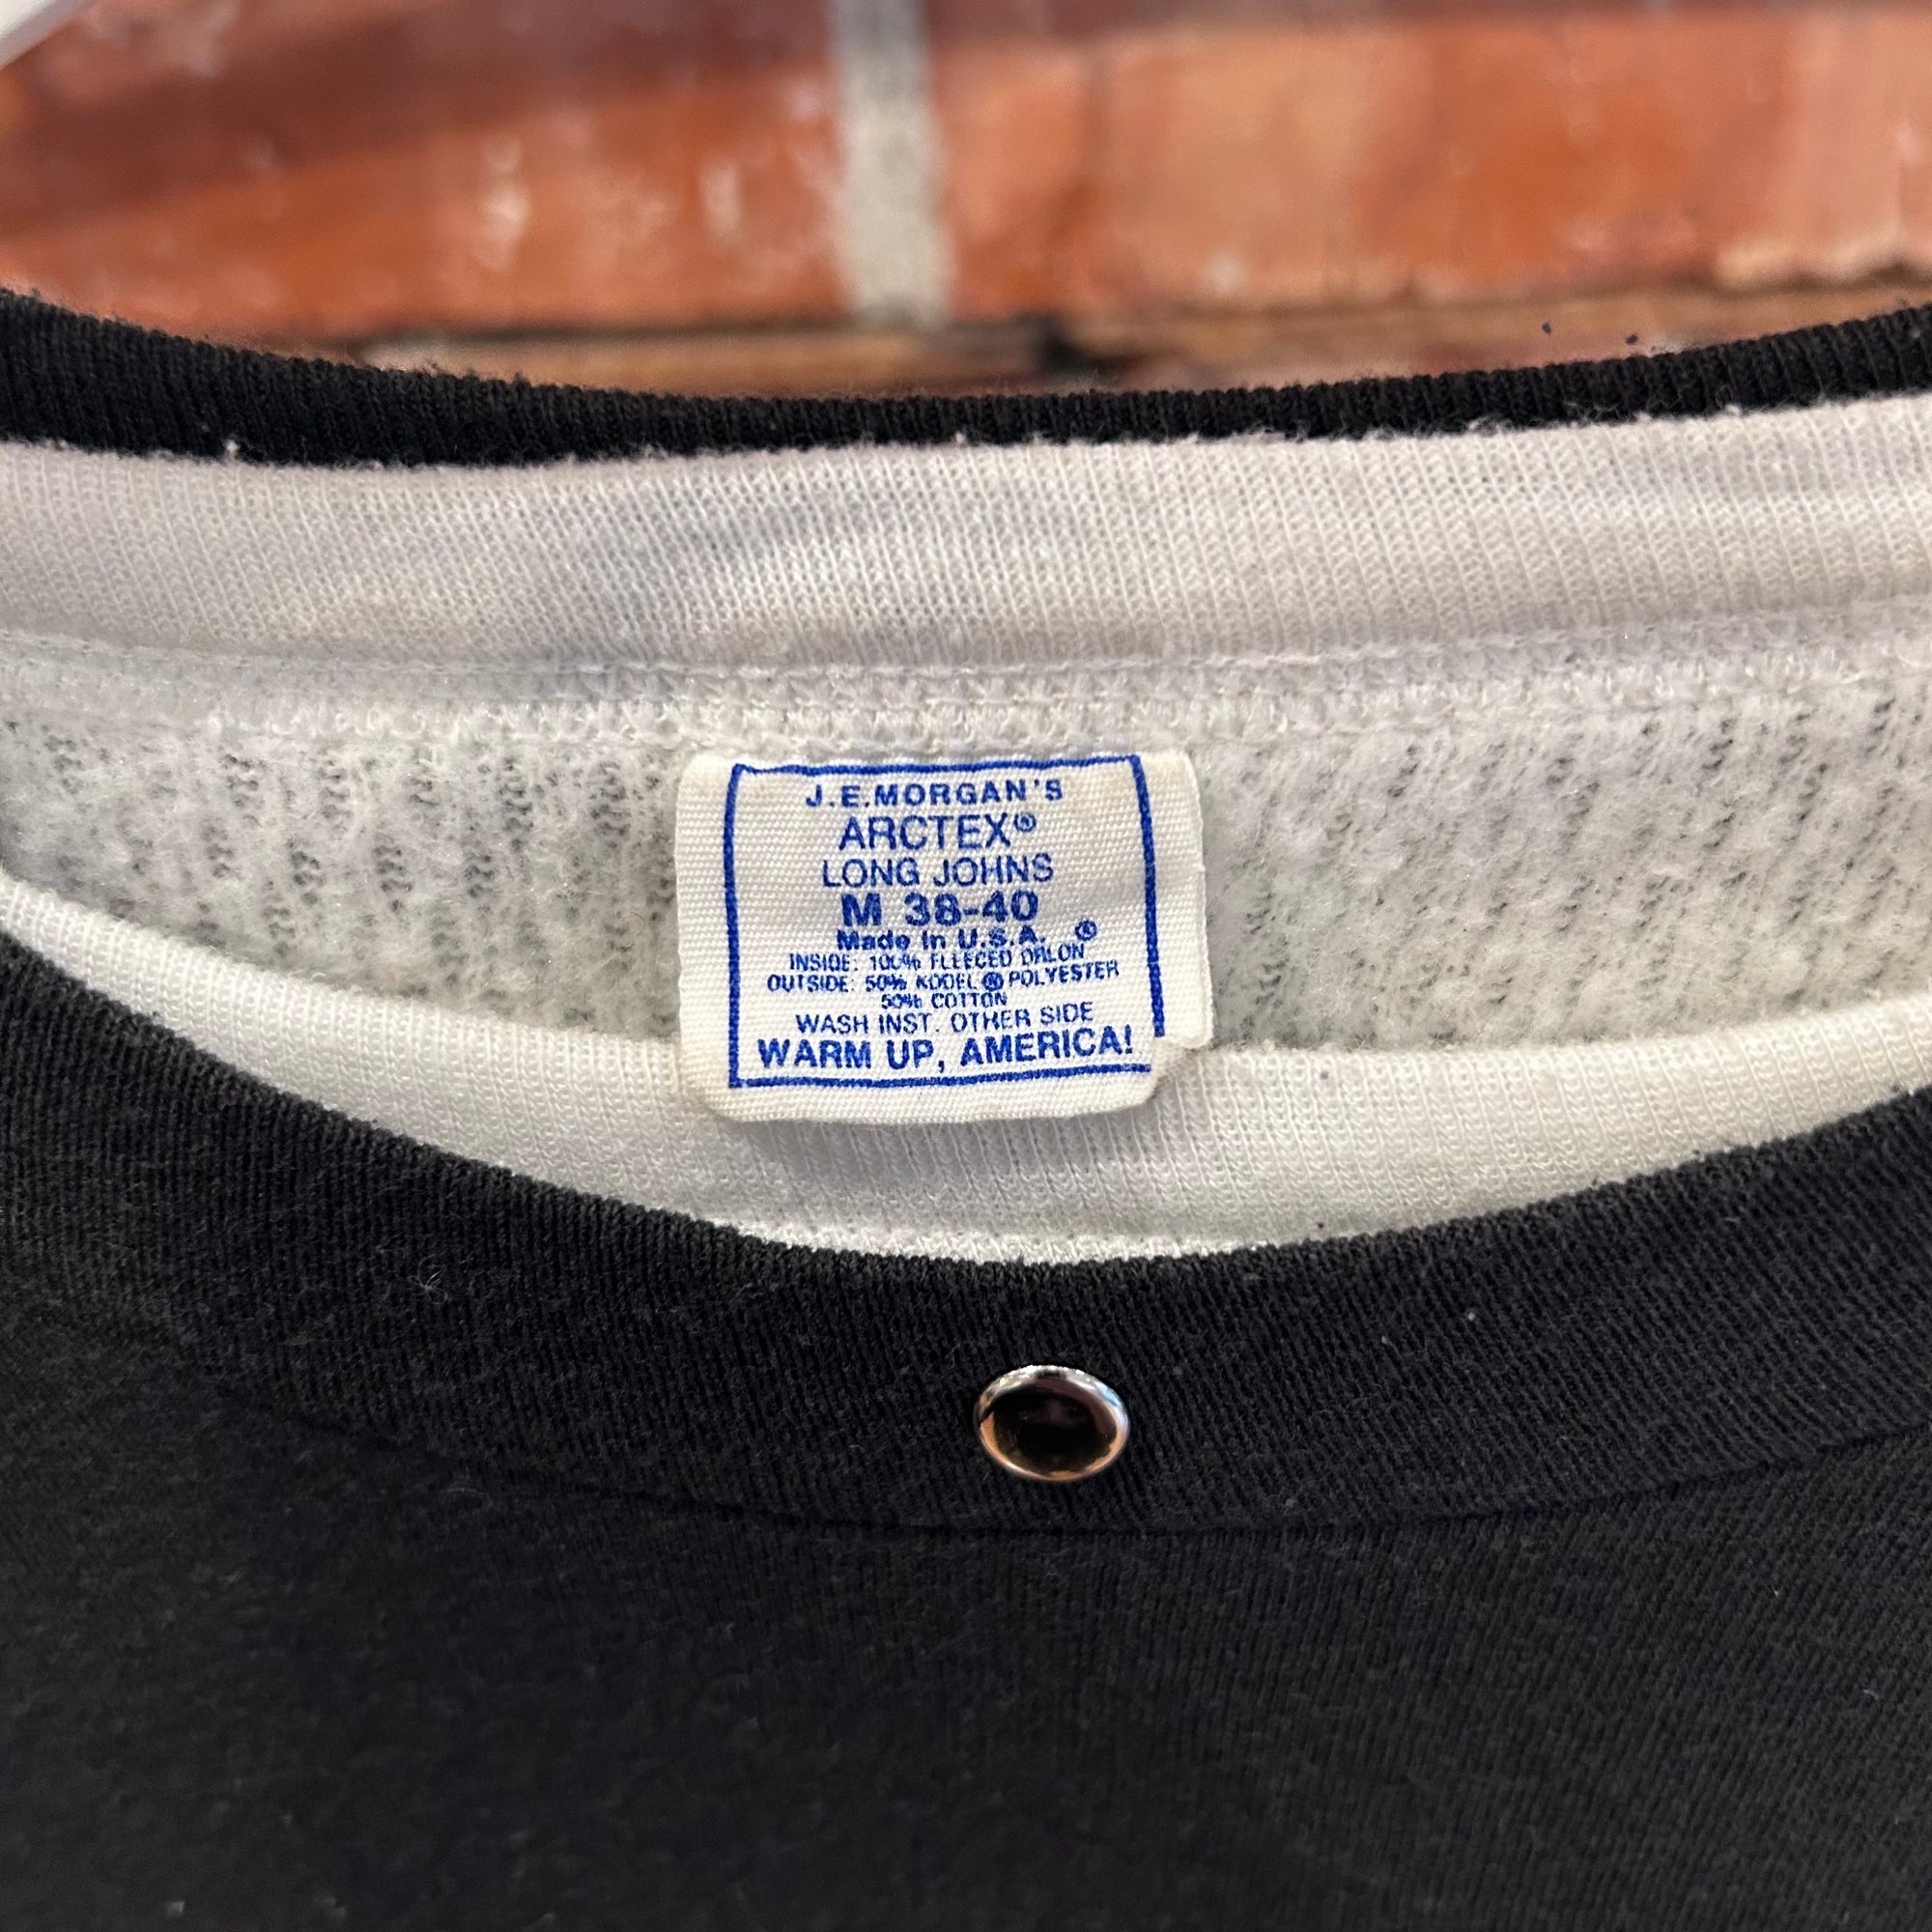 J.E.MORGAN'S
ARCTEX®
LONG JOHNS
M 38-40
Made in U.S.A. ®
INSIDE: 100% FLEECED DRLON
OUTSIDE: 50% KODEL ® POLYESTER
50% COTTON
WASH INST. OTHER SIDE
WARM UP, AMERICA!